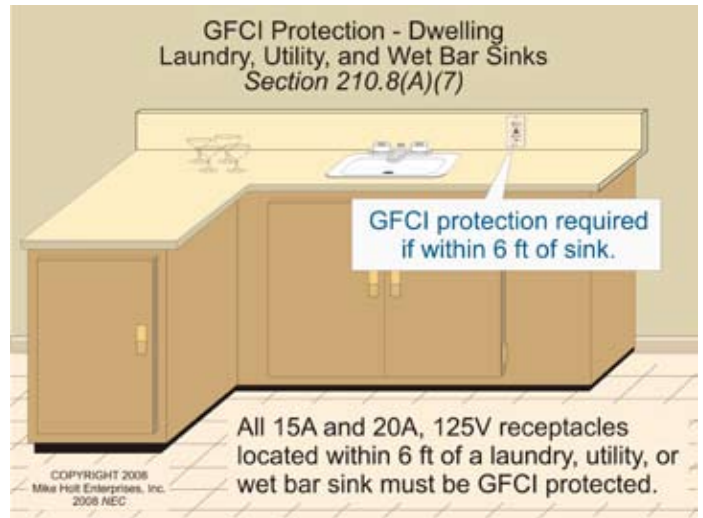 GFCI Protection - Dwelling
Laundry, Utility, and Wet Bar Sinks
Section 210.8(A)(7)
GFCI protection required
if within 6 ft of sink.
All 15A and 20A, 125V receptacles
located within 6 ft of a laundry, utility, or
wet bar sink must be GFCI protected.
COPYRIGHT 2008
Mike Holt Enterprises, Inc.
2008 NEC